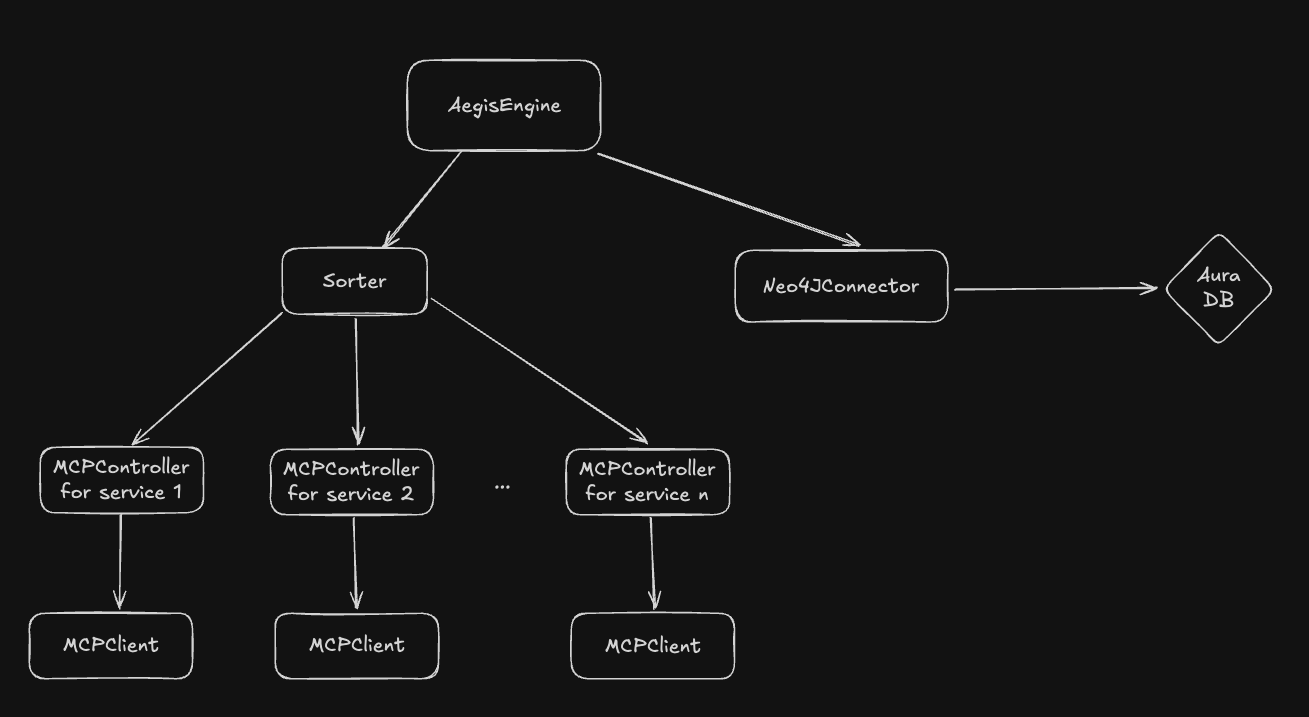 AegisEngine
Sorter
Neo4JConnector
Aura
DB
MCPController
for service 1
MCPController
for service 2
...
MCPController
for service n
MCPClient
MCPClient
MCPClient